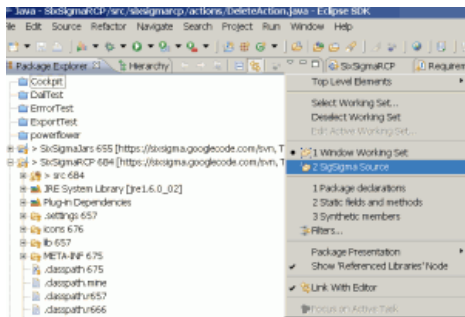 - Java - SixSigmaRCP/src/sixsigmarcp/actions/DeleteAction.java - Eclipse SDK
File Edit Source Refactor Navigate Search Project Run Window Help
Package Explorer
Hierarchy
SixSigmaRCP
Requirem
Cockpit
DallTest
ErrrorTest
ExportTest
powerflower
> SixSigmaJars 655 [https://sixsigma.googlecode.com/svn, T
> SixSigmaRCP 684 [https://sixsigma.googlecode.com/svn, T
> src 684
JRE System Library [jre1.6.0_02]
Plug-in Dependencies
.settings 657
icons 676
lib 657
META-INF 675
.classpath 675
.classpath.mine
.classpath.r657
.classpath.r666
Top Level Elements
Select Working Set...
Deselect Working Set
Edit Active Working Set...
1 Window Working Set
2 SigSigma Source
1 Package declarations
2 Static fields and methods
3 Synthetic members
Filters...
Package Presentation
Show 'Referenced Libraries' Node
Link With Editor
Focus on Active Task